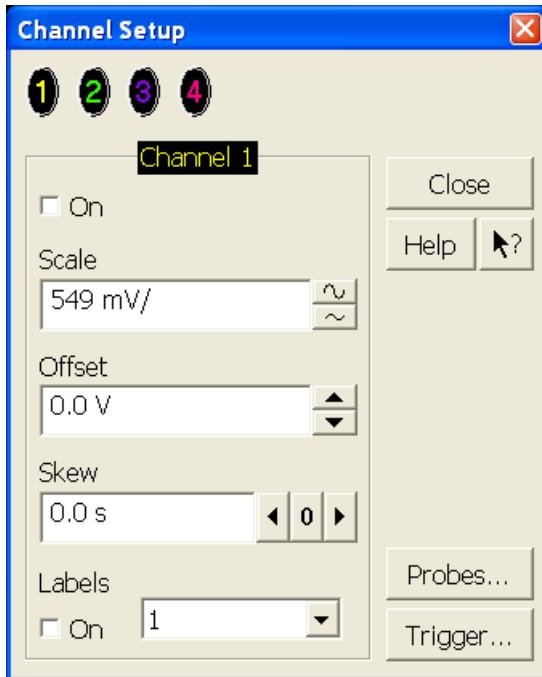 Channel Setup
1 2 3 4
Channel 1
On
Close
Help ?
Scale
549 mV/
Offset
0.0 V
Skew
0.0 s
0
Labels
On
1
Probes...
Trigger...